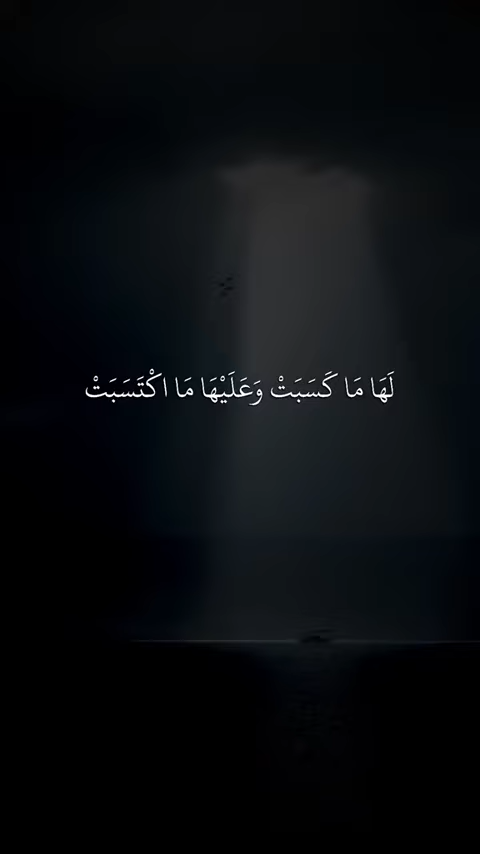 لَهَا مَا كَسَبَتْ وَعَلَيْهَا مَا اكْتَسَبَتْ